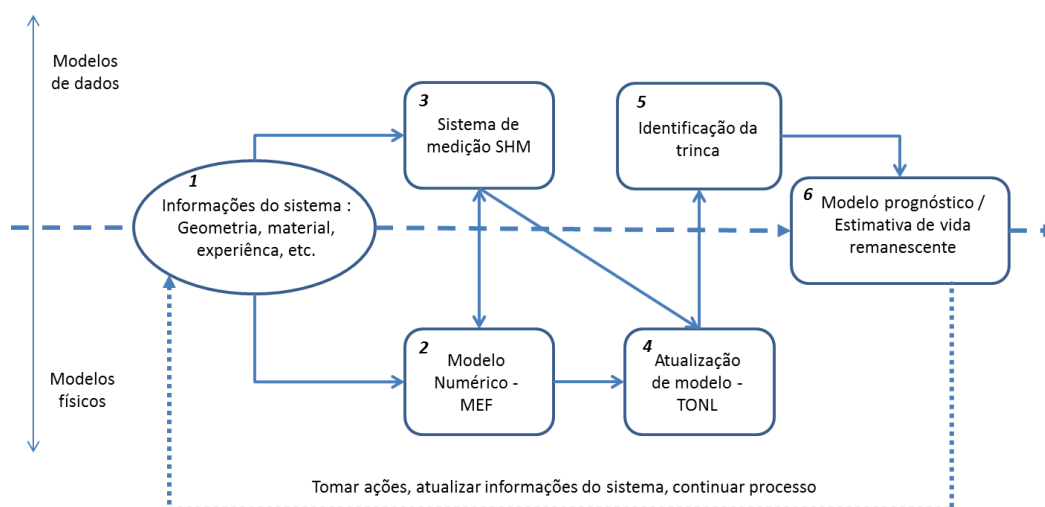 Modelos
de dados
3
Sistema de
medição SHM
5
Identificação da
trinca
1
Informações do sistema :
Geometria, material,
experiênca, etc.
6
Modelo prognóstico /
Estimativa de vida
remanescente
Modelos
físicos
2
Modelo
Numérico -
MEF
4
Atualização
de modelo -
TONL
Tomar ações, atualizar informações do sistema, continuar processo